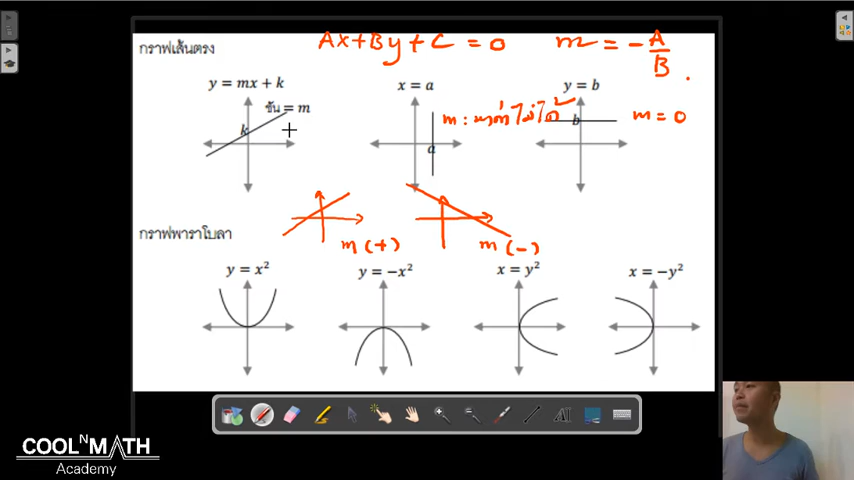 Ax+By+C = 0 m = -A/B
กราฟเส้นตรง
y = mx + k x = a y = b
ชัน = m
k
m : หาค่าไม่ได้
a
b
m = 0
m (+) m (-)
กราฟพาราโบลา
y = x² y = −x² x = y² x = −y²
AI
COOL N MATH
Academy